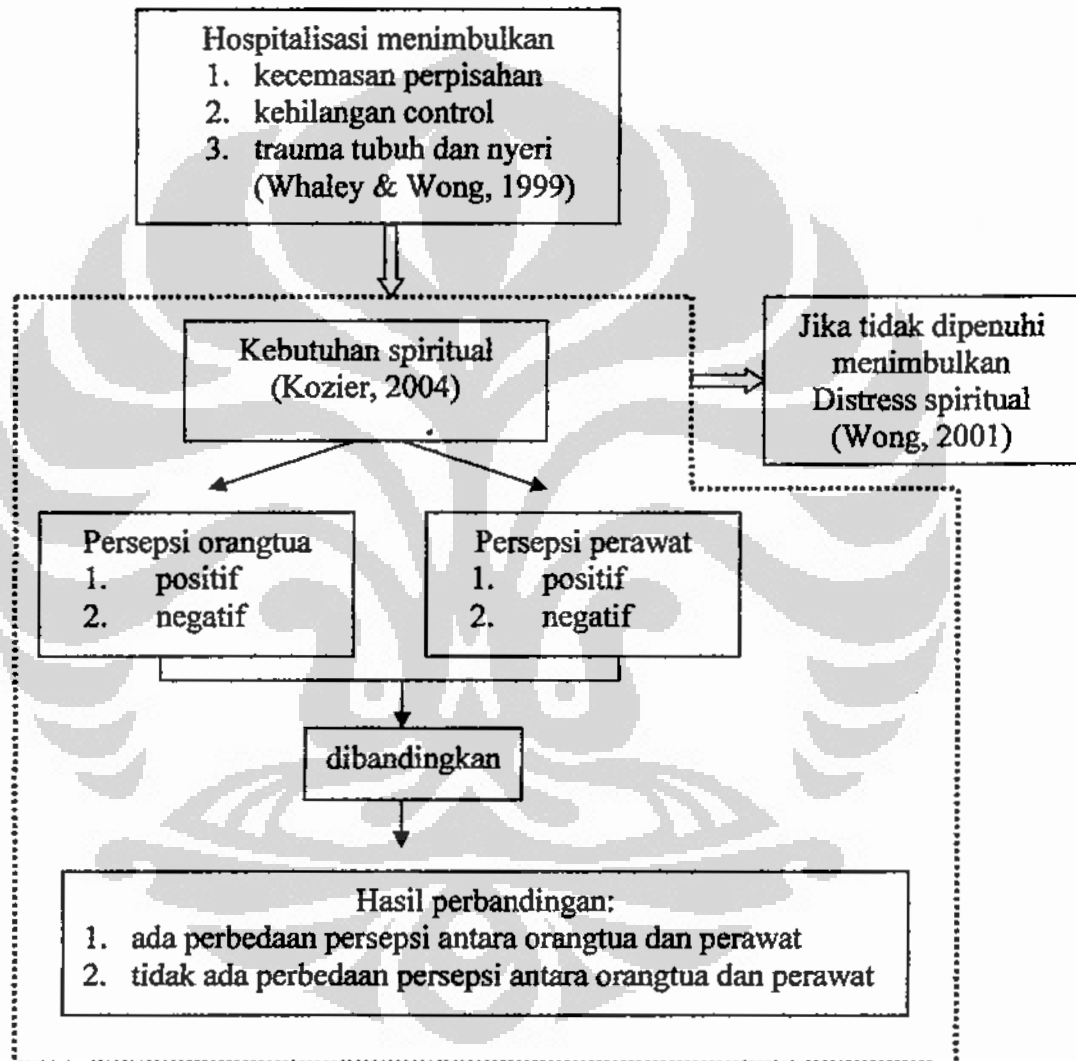 Hospitalisasi menimbulkan
1. kecemasan perpisahan
2. kehilangan control
3. trauma tubuh dan nyeri
(Whaley & Wong, 1999)
Kebutuhan spiritual
(Kozier, 2004)
Jika tidak dipenuhi
menimbulkan
Distress spiritual
(Wong, 2001)
Persepsi orangtua
1. positif
2. negatif
Persepsi perawat
1. positif
2. negatif
dibandingkan
Hasil perbandingan:
1. ada perbedaan persepsi antara orangtua dan perawat
2. tidak ada perbedaan persepsi antara orangtua dan perawat